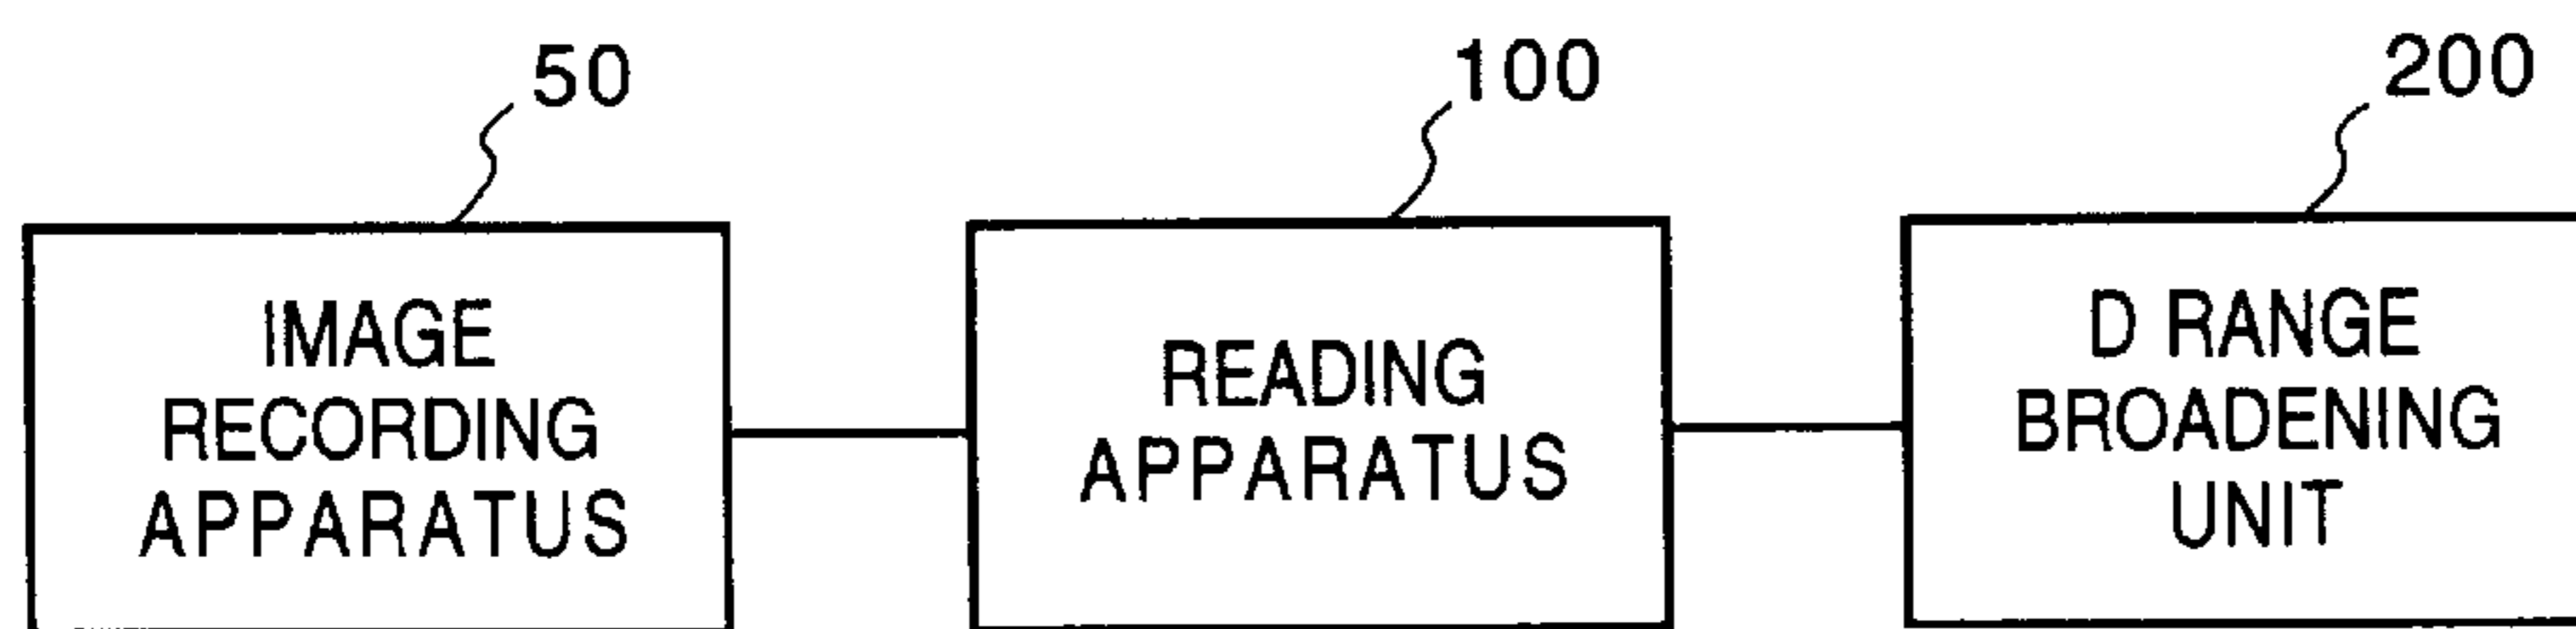 50
100
200
IMAGE
RECORDING
APPARATUS
READING
APPARATUS
D RANGE
BROADENING
UNIT